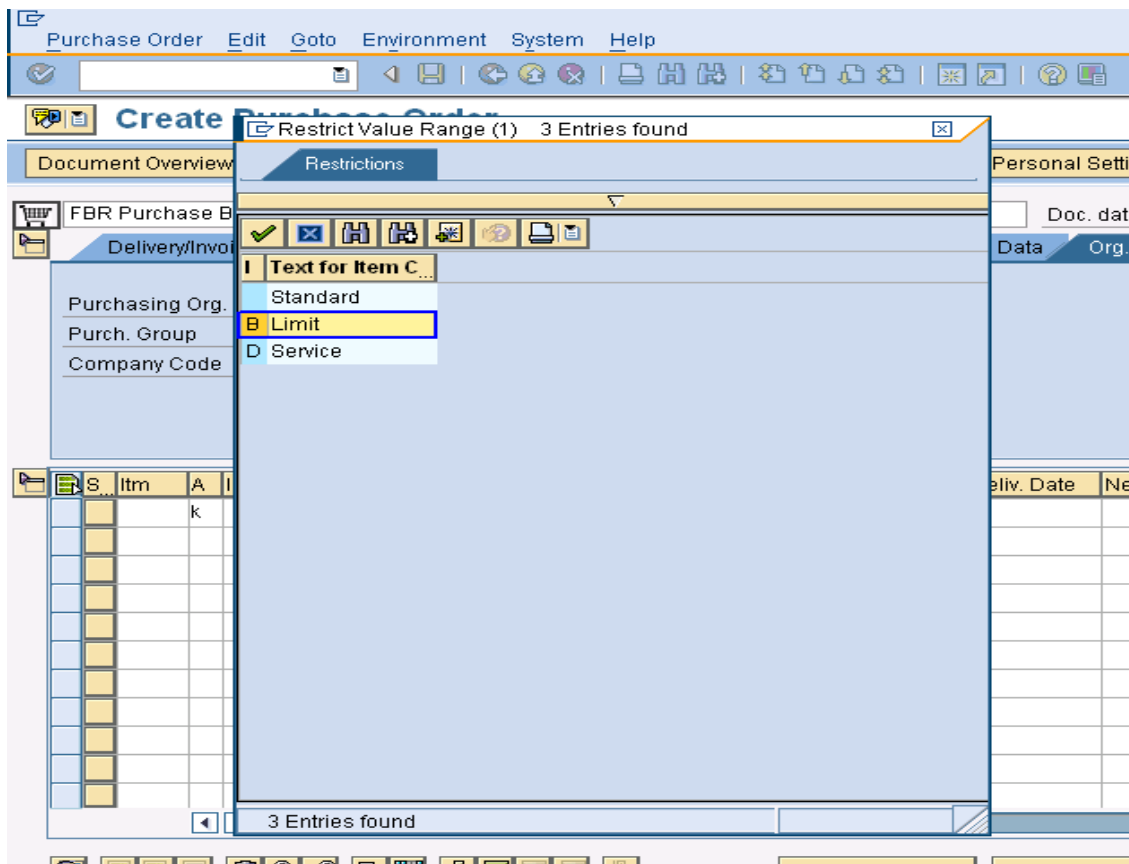 Purchase Order Edit Goto Environment System Help
Create Purchase Order
Restrict Value Range (1) 3 Entries found
Document Overview
Restrictions
Personal Setti
FBR Purchase B
Doc. dat
Delivery/Invoi
Data Org.
I Text for Item C...
Purchasing Org. Standard
Purch. Group B Limit
Company Code D Service
S... Itm A I
eliv. Date Ne
k
3 Entries found